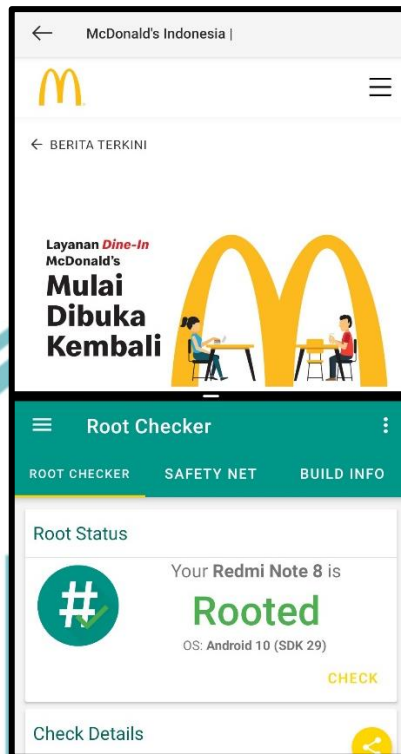 McDonald's Indonesia |
BERITA TERKINI
Layanan Dine-In
McDonald's
Mulai
Dibuka
Kembali
Root Checker
ROOT CHECKER SAFETY NET BUILD INFO
Root Status
Your Redmi Note 8 is
#
Rooted
OS: Android 10 (SDK 29)
CHECK
Check Details